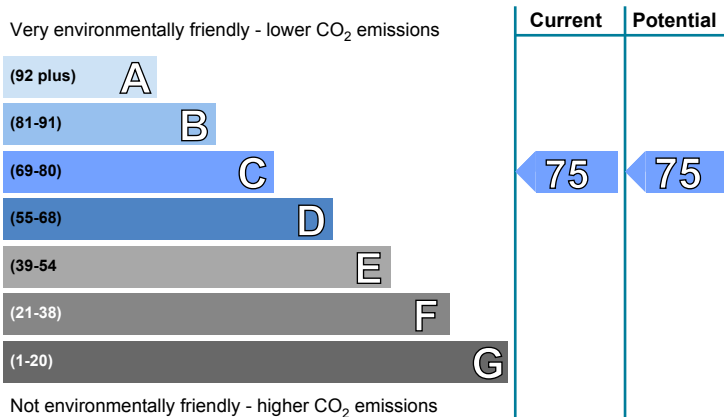 Very environmentally friendly - lower CO2 emissions
Current
Potential
(92 plus) A
(81-91) B
(69-80) C
75
75
(55-68) D
(39-54 E
(21-38) F
(1-20) G
Not environmentally friendly - higher CO2 emissions